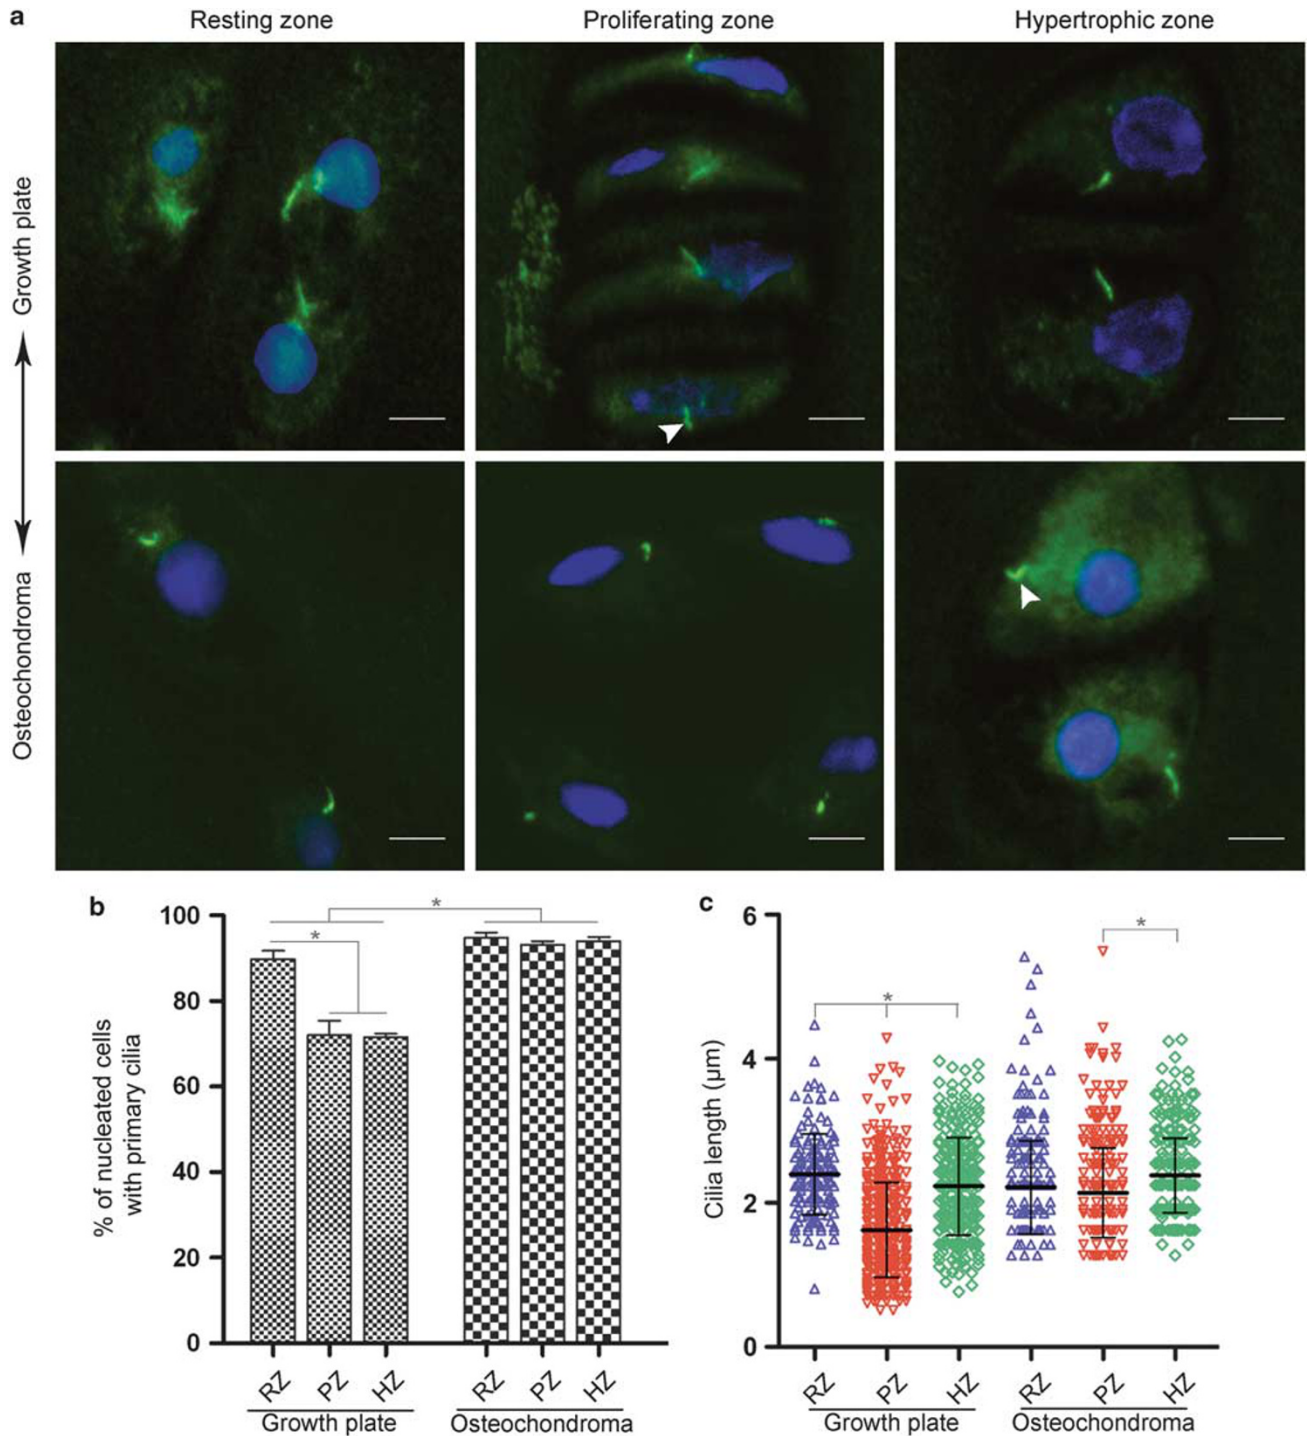 a
Resting zone
Proliferating zone
Hypertrophic zone
Growth plate
Osteochondroma
b
% of nucleated cells
with primary cilia
100
80
60
40
20
0
*
*
RZ
PZ
HZ
RZ
PZ
HZ
Growth plate
Osteochondroma
c
Cilia length (μm)
6
4
2
0
*
*
RZ
PZ
HZ
RZ
PZ
HZ
Growth plate
Osteochondroma